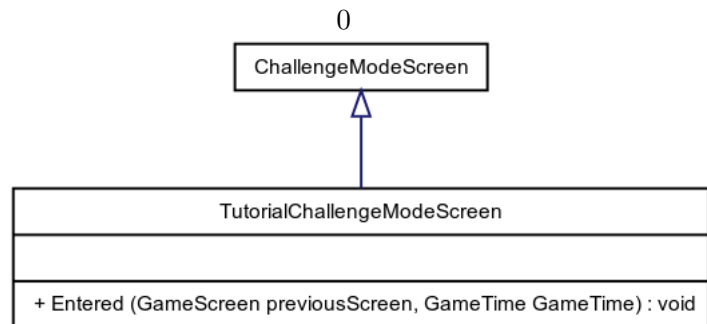 0
ChallengeModeScreen
TutorialChallengeModeScreen
+ Entered (GameScreen previousScreen, GameTime GameTime) : void